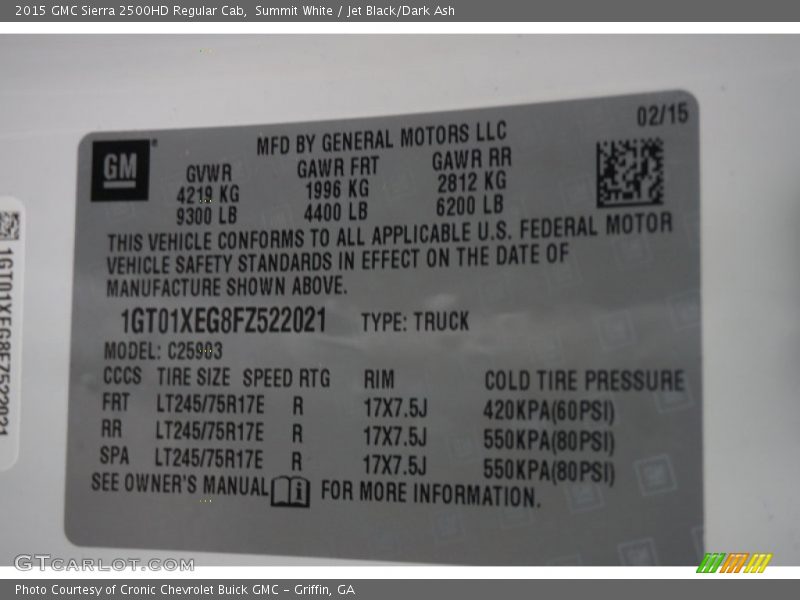 2015 GMC Sierra 2500HD Regular Cab,  Summit White / Jet Black/Dark Ash
02/15
GM
MFD BY GENERAL MOTORS LLC
GVWR GAWR FRT GAWR RR
4219 KG 1996 KG 2812 KG
9300 LB 4400 LB 6200 LB
THIS VEHICLE CONFORMS TO ALL APPLICABLE U.S. FEDERAL MOTOR
VEHICLE SAFETY STANDARDS IN EFFECT ON THE DATE OF
MANUFACTURE SHOWN ABOVE.
1GT01XEG8FZ522021 TYPE: TRUCK
MODEL: C25903
CCCS TIRE SIZE SPEED RTG RIM COLD TIRE PRESSURE
FRT LT245/75R17E R 17X7.5J 420KPA(60PSI)
RR LT245/75R17E R 17X7.5J 550KPA(80PSI)
SPA LT245/75R17E R 17X7.5J 550KPA(80PSI)
SEE OWNER'S MANUAL i FOR MORE INFORMATION.
1GT01XEG8FZ522021
GTCARLOT.COM
Photo Courtesy of Cronic Chevrolet Buick GMC - Griffin, GA